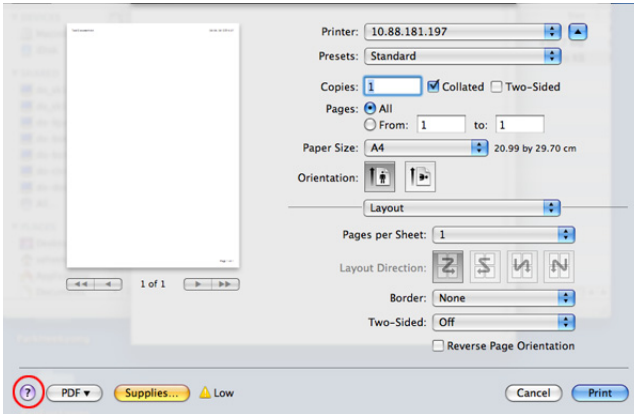 Printer: 10.88.181.197
Presets: Standard
Copies: 1 Collated Two-Sided
Pages: All
From: 1 to: 1
Paper Size: A4 20.99 by 29.70 cm
Orientation:
Layout
Pages per Sheet: 1
Layout Direction:
Border: None
Two-Sided: Off
Reverse Page Orientation
1 of 1
? PDF Supplies... Low Cancel Print